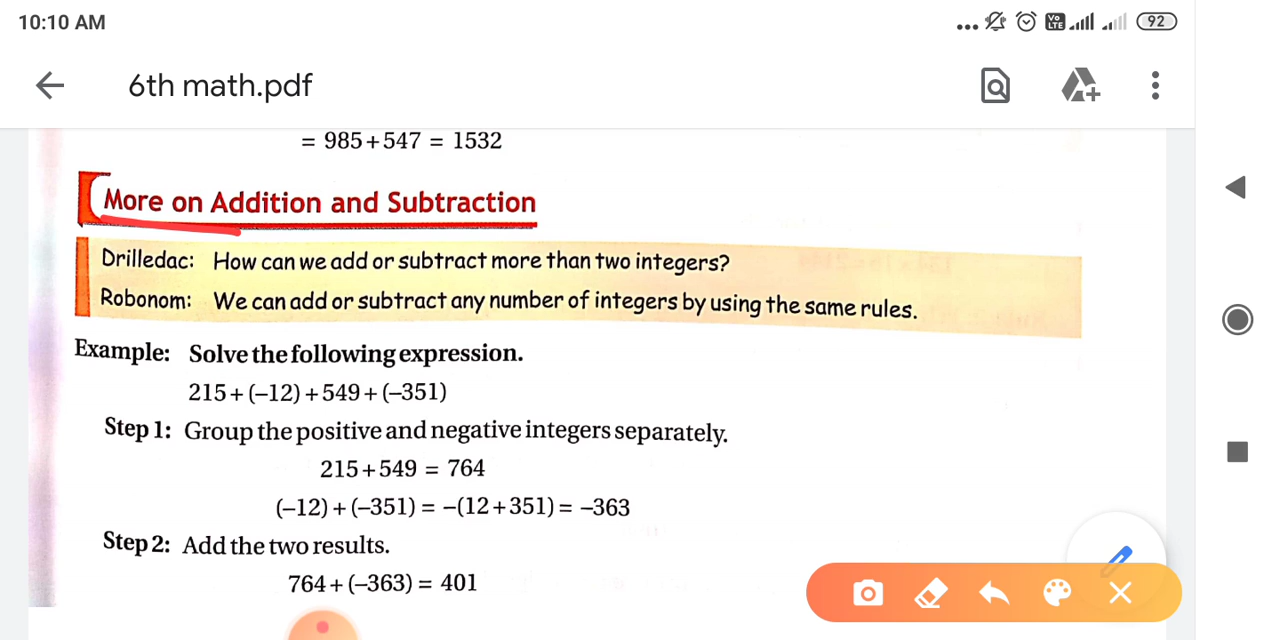 10:10 AM
... Vo LTE 92
6th math.pdf
= 985+547 = 1532
More on Addition and Subtraction
Drilledac: How can we add or subtract more than two integers?
Robonom: We can add or subtract any number of integers by using the same rules.
Example: Solve the following expression.
215+(–12)+549+(–351)
Step 1: Group the positive and negative integers separately.
215+549 = 764
(–12)+(–351) = –(12+351) = –363
Step 2: Add the two results.
764+(–363) = 401